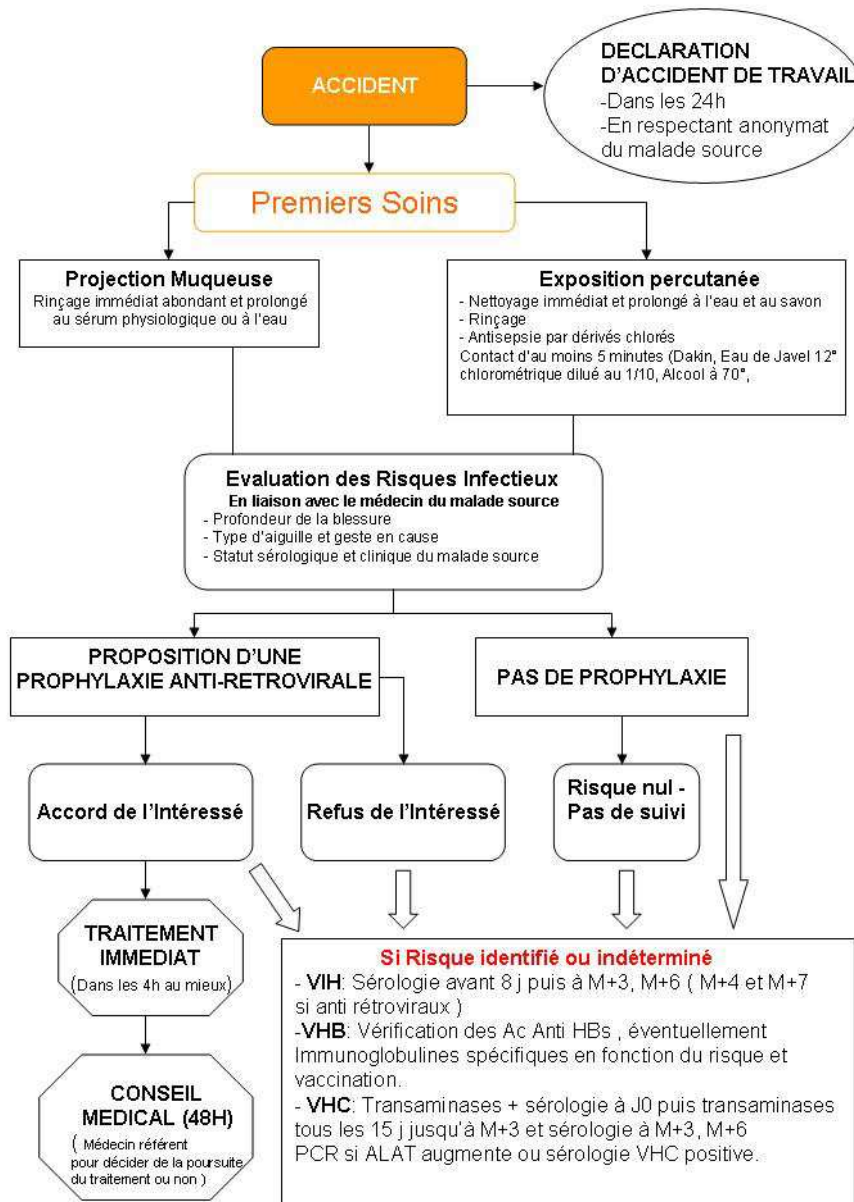 ACCIDENT
DECLARATION
D'ACCIDENT DE TRAVAIL
-Dans les 24h
-En respectant anonymat
du malade source
Premiers Soins
Projection Muqueuse
Rinçage immédiat abondant et prolongé
au sérum physiologique ou à l'eau
Exposition percutanée
- Nettoyage immédiat et prolongé à l'eau et au savon
- Rinçage
- Antisepsie par dérivés chlorés
Contact d'au moins 5 minutes (Dakin, Eau de Javel 12°
chlorométrique dilué au 1/10, Alcool à 70°,
Evaluation des Risques Infectieux
En liaison avec le médecin du malade source
- Profondeur de la blessure
- Type d'aiguille et geste en cause
- Statut sérologique et clinique du malade source
PROPOSITION D'UNE
PROPHYLAXIE ANTI-RETROVIRALE
PAS DE PROPHYLAXIE
Accord de l'Intéressé
Refus de l'Intéressé
Risque nul -
Pas de suivi
TRAITEMENT
IMMEDIAT
(Dans les 4h au mieux)
CONSEIL
MEDICAL (48H)
( Médecin référent
pour décider de la poursuite
du traitement ou non )
Si Risque identifié ou indéterminé
- VIH: Sérologie avant 8 j puis à M+3, M+6 ( M+4 et M+7
si anti rétroviraux )
-VHB: Vérification des Ac Anti HBs , éventuellement
Immunoglobulines spécifiques en fonction du risque et
vaccination.
- VHC: Transaminases + sérologie à J0 puis transaminases
tous les 15 j jusqu'à M+3 et sérologie à M+3, M+6
PCR si ALAT augmente ou sérologie VHC positive.